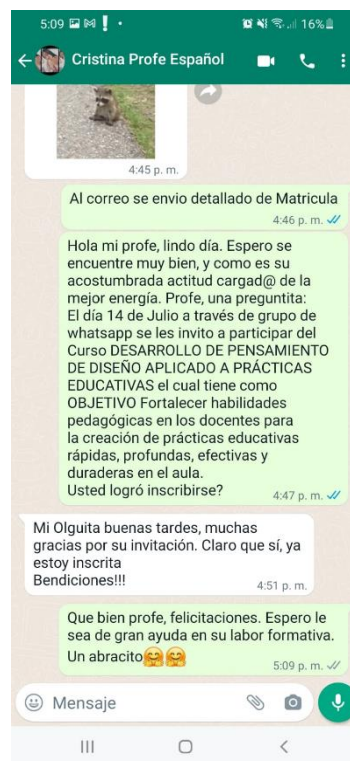 5:09
16%
Cristina Profe Español
4:45 p. m.
Al correo se envio detallado de Matricula
4:46 p. m.
Hola mi profe, lindo día. Espero se
encuentre muy bien, y como es su
acostumbrada actitud cargad@ de la
mejor energía. Profe, una preguntita:
El día 14 de Julio a través de grupo de
whatsapp se les invito a participar del
Curso DESARROLLO DE PENSAMIENTO
DE DISEÑO APLICADO A PRÁCTICAS
EDUCATIVAS el cual tiene como
OBJETIVO Fortalecer habilidades
pedagógicas en los docentes para
la creación de prácticas educativas
rápidas, profundas, efectivas y
duraderas en el aula.
Usted logró inscribirse?
4:47 p. m.
Mi Olguita buenas tardes, muchas
gracias por su invitación. Claro que sí, ya
estoy inscrita
Bendiciones!!!
4:51 p. m.
Que bien profe, felicitaciones. Espero le
sea de gran ayuda en su labor formativa.
Un abracito🤗🤗
5:09 p. m.
Mensaje